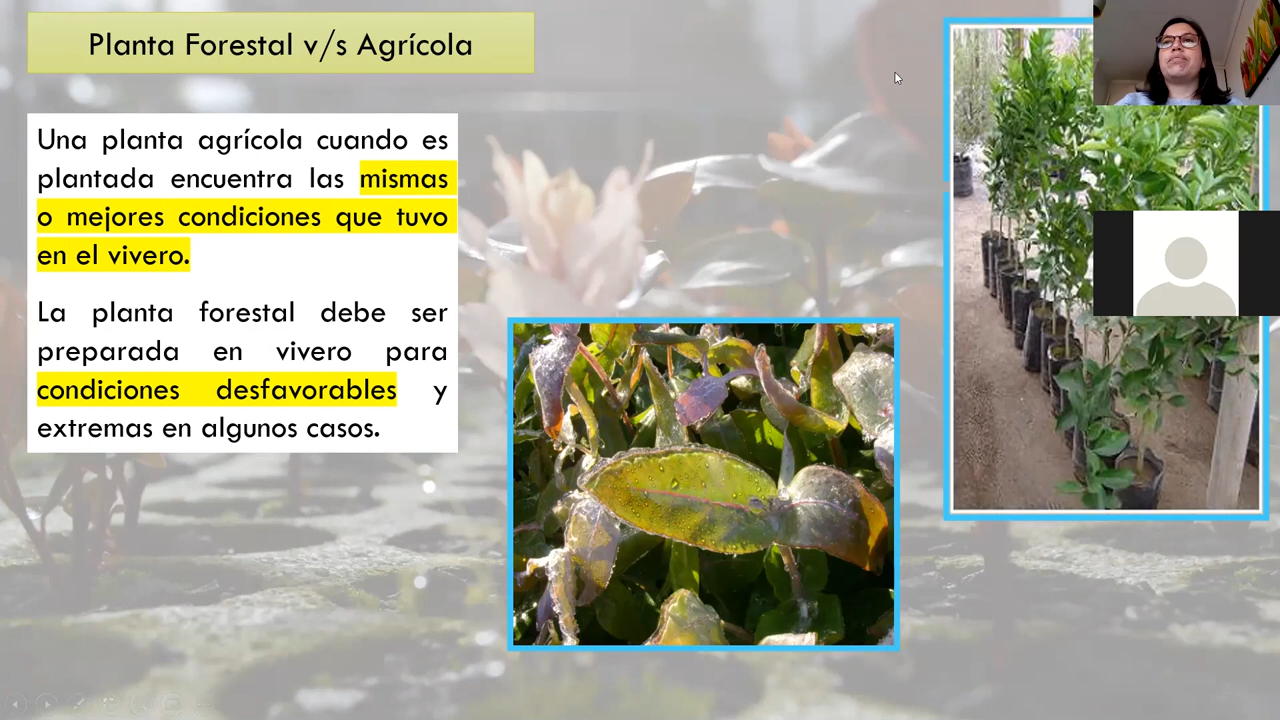 Planta Forestal v/s Agrícola
Una planta agrícola cuando es
plantada encuentra las mismas
o mejores condiciones que tuvo
en el vivero.
La planta forestal debe ser
preparada en vivero para
condiciones desfavorables y
extremas en algunos casos.